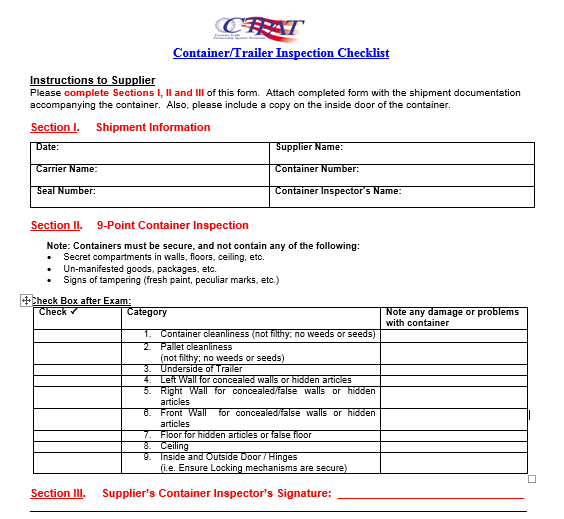 CTPAT
Container/Trailer Inspection Checklist
Instructions to Supplier
Please complete Sections I, II and III of this form. Attach completed form with the shipment documentation
accompanying the container. Also, please include a copy on the inside door of the container.
Section I. Shipment Information
Date: Supplier Name:
Carrier Name: Container Number:
Seal Number: Container Inspector's Name:
Section II. 9-Point Container Inspection
Note: Containers must be secure, and not contain any of the following:
• Secret compartments in walls, floors, ceiling, etc.
• Un-manifested goods, packages, etc.
• Signs of tampering (fresh paint, peculiar marks, etc.)
Check Box after Exam:
Check ✓ Category Note any damage or problems
with container
1. Container cleanliness (not filthy; no weeds or seeds)
2. Pallet cleanliness
(not filthy; no weeds or seeds)
3. Underside of Trailer
4. Left Wall for concealed walls or hidden articles
5. Right Wall for concealed/false walls or hidden
articles
6. Front Wall for concealed/false walls or hidden
articles
7. Floor for hidden articles or false floor
8. Ceiling
9. Inside and Outside Door / Hinges
(i.e. Ensure Locking mechanisms are secure)
Section III. Supplier's Container Inspector's Signature: